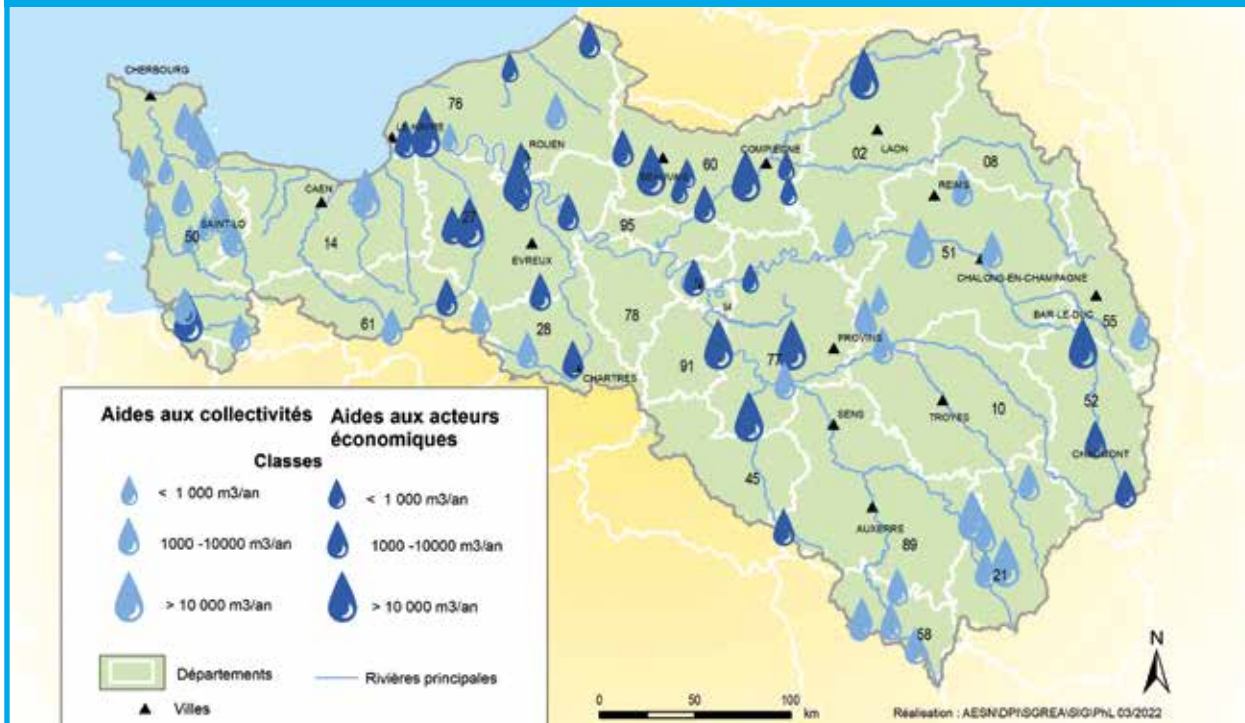 CHERBOURG
76
ROUEN
COMPIEGNE
02
LAON
08
60
REIMS
CAEN
SAINT-LO
50
14
27
95
51
EVREUX
CHALONS-EN-CHAMPAGNE
61
28
78
BAR-LE-DUC
55
PROVINS
77
91
CHARTRES
52
10
TROYES
SENS
CHAUMONT
45
AUXERRE
89
21
58
Aides aux collectivités
Aides aux acteurs
économiques
Classes
< 1 000 m3/an
< 1 000 m3/an
1000 -10000 m3/an
1000 -10000 m3/an
> 10 000 m3/an
> 10 000 m3/an
Départements
Rivières principales
Villes
N
0 50 100
km
Réalisation : AESN\DPI\SGREA\SIG\PhL 03/2022